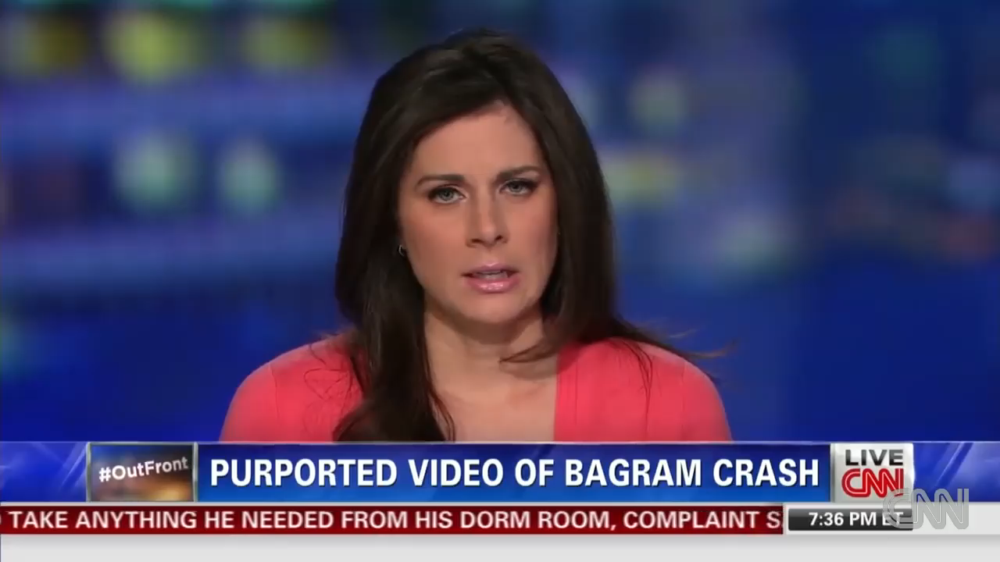 #OutFront
PURPORTED VIDEO OF BAGRAM CRASH
LIVE
CNN
TAKE ANYTHING HE NEEDED FROM HIS DORM ROOM, COMPLAINT
7:36 PM ET
CNN